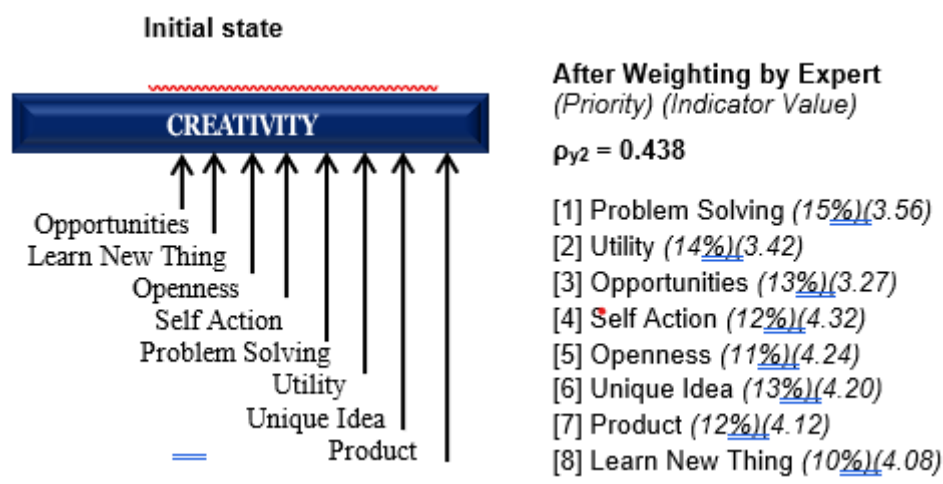 Initial state
CREATIVITY
Opportunities
Learn New Thing
Openness
Self Action
Problem Solving
Utility
Unique Idea
Product
After Weighting by Expert
(Priority) (Indicator Value)
ρy2 = 0.438
[1] Problem Solving (15%)(3.56)
[2] Utility (14%)(3.42)
[3] Opportunities (13%)(3.27)
[4] Self Action (12%)(4.32)
[5] Openness (11%)(4.24)
[6] Unique Idea (13%)(4.20)
[7] Product (12%)(4.12)
[8] Learn New Thing (10%)(4.08)